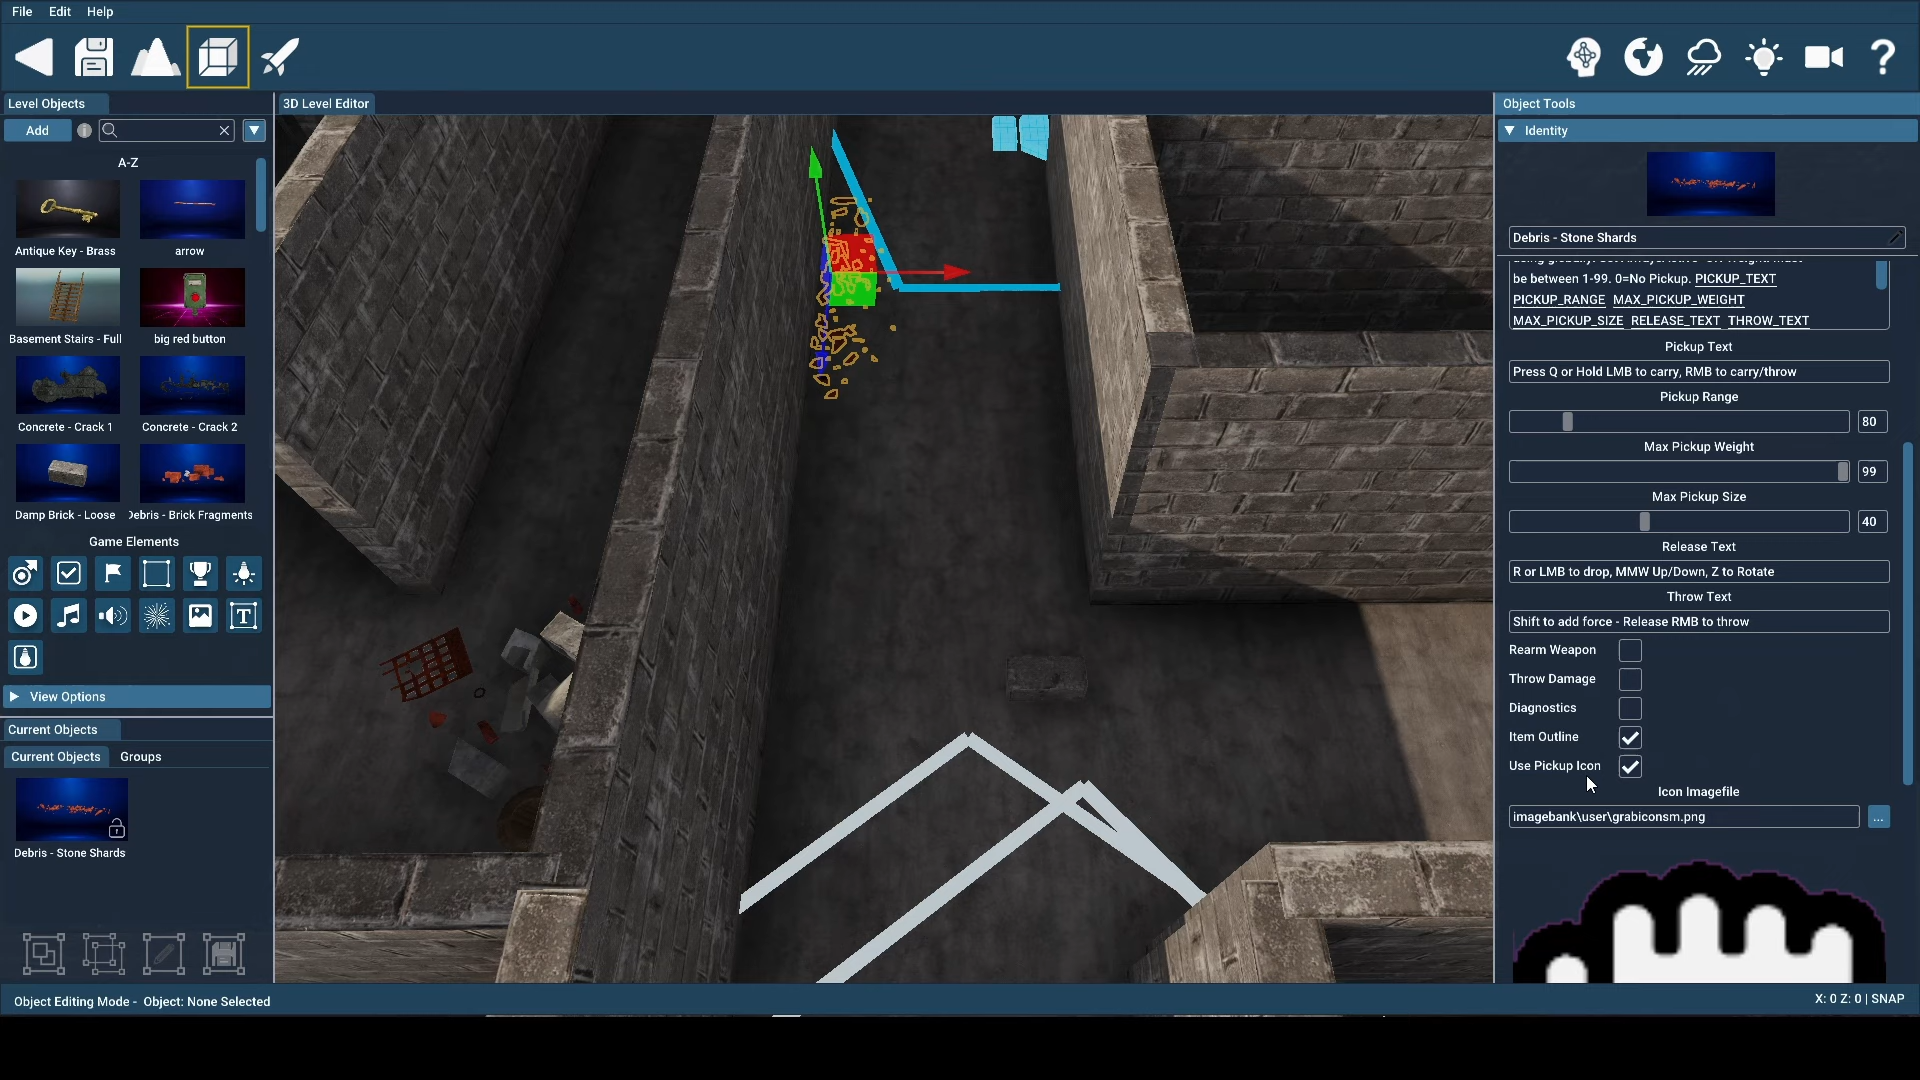 File Edit Help
Level Objects
Add
A-Z
Antique Key - Brass
arrow
Basement Stairs - Full
big red button
Concrete - Crack 1
Concrete - Crack 2
Damp Brick - Loose
Debris - Brick Fragments
Game Elements
View Options
Current Objects
Current Objects Groups
Debris - Stone Shards
3D Level Editor
Object Tools
Identity
Debris - Stone Shards
be between 1-99. 0=No Pickup. PICKUP_TEXT
PICKUP_RANGE MAX_PICKUP_WEIGHT
MAX_PICKUP_SIZE RELEASE_TEXT THROW_TEXT
Pickup Text
Press Q or Hold LMB to carry, RMB to carry/throw
Pickup Range
80
Max Pickup Weight
99
Max Pickup Size
40
Release Text
R or LMB to drop, MMW Up/Down, Z to Rotate
Throw Text
Shift to add force - Release RMB to throw
Rearm Weapon
Throw Damage
Diagnostics
Item Outline
Use Pickup Icon
Icon Imagefile
imagebank\user\grabiconsm.png
...
Object Editing Mode - Object: None Selected
X: 0 Z: 0 | SNAP